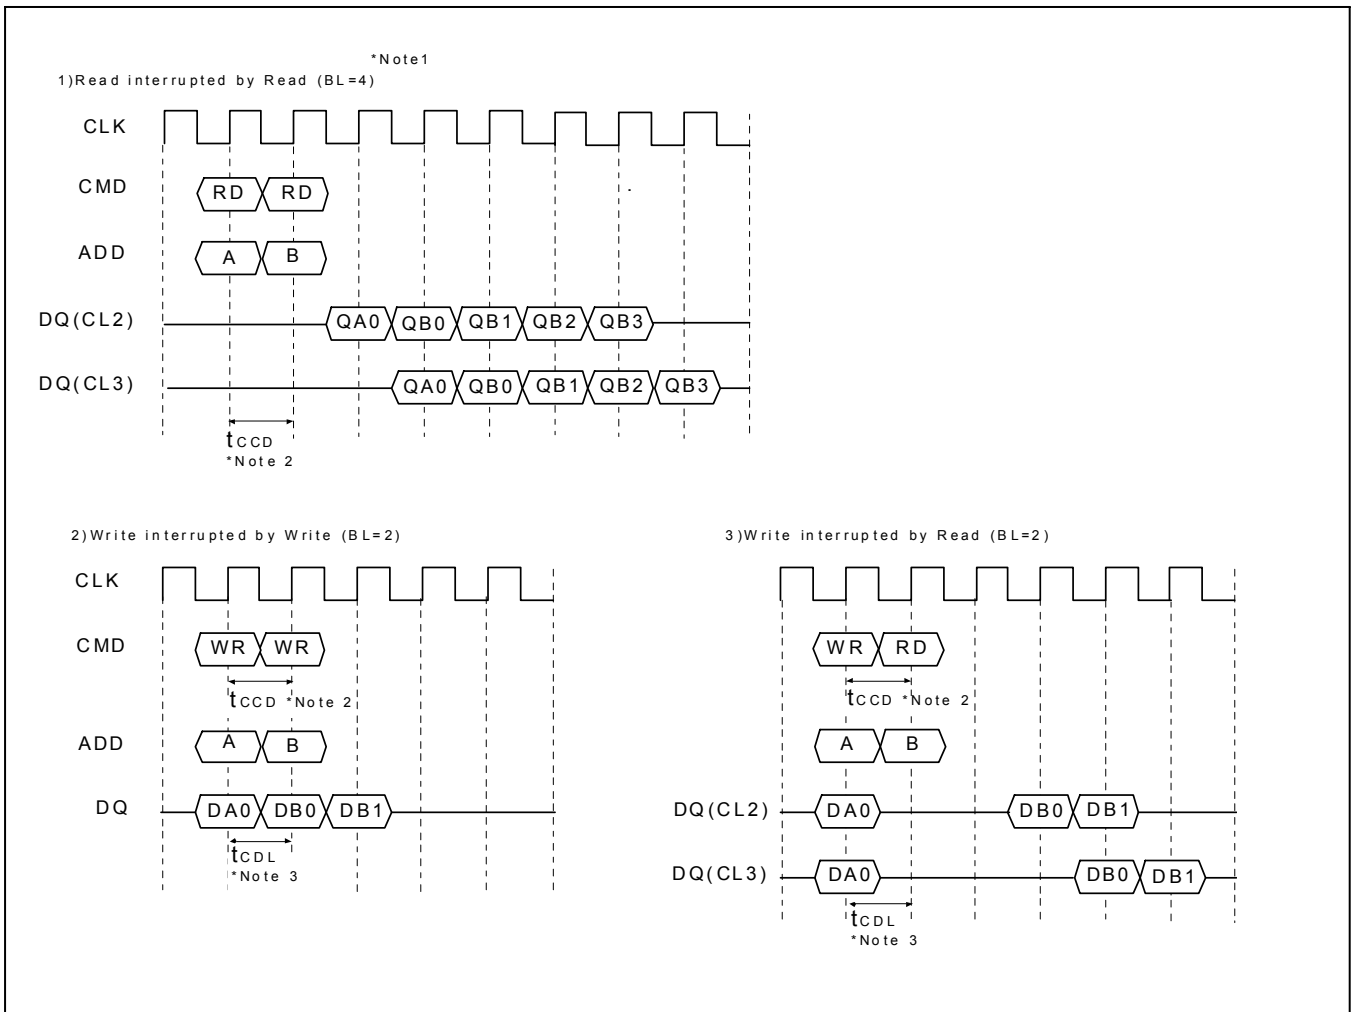 *Note1
1)Read interrupted by Read (BL=4)
CLK
CMD RD RD
ADD A B
DQ(CL2) QA0 QB0 QB1 QB2 QB3
DQ(CL3) QA0 QB0 QB1 QB2 QB3
tCCD
*Note 2
2)Write interrupted by Write (BL=2)
CLK
CMD WR WR
tCCD *Note 2
ADD A B
DQ DA0 DB0 DB1
tCDL
*Note 3
3)Write interrupted by Read (BL=2)
WR RD
tCCD *Note 2
A B
DQ(CL2) DA0 DB0 DB1
DQ(CL3) DA0 DB0 DB1
tCDL
*Note 3